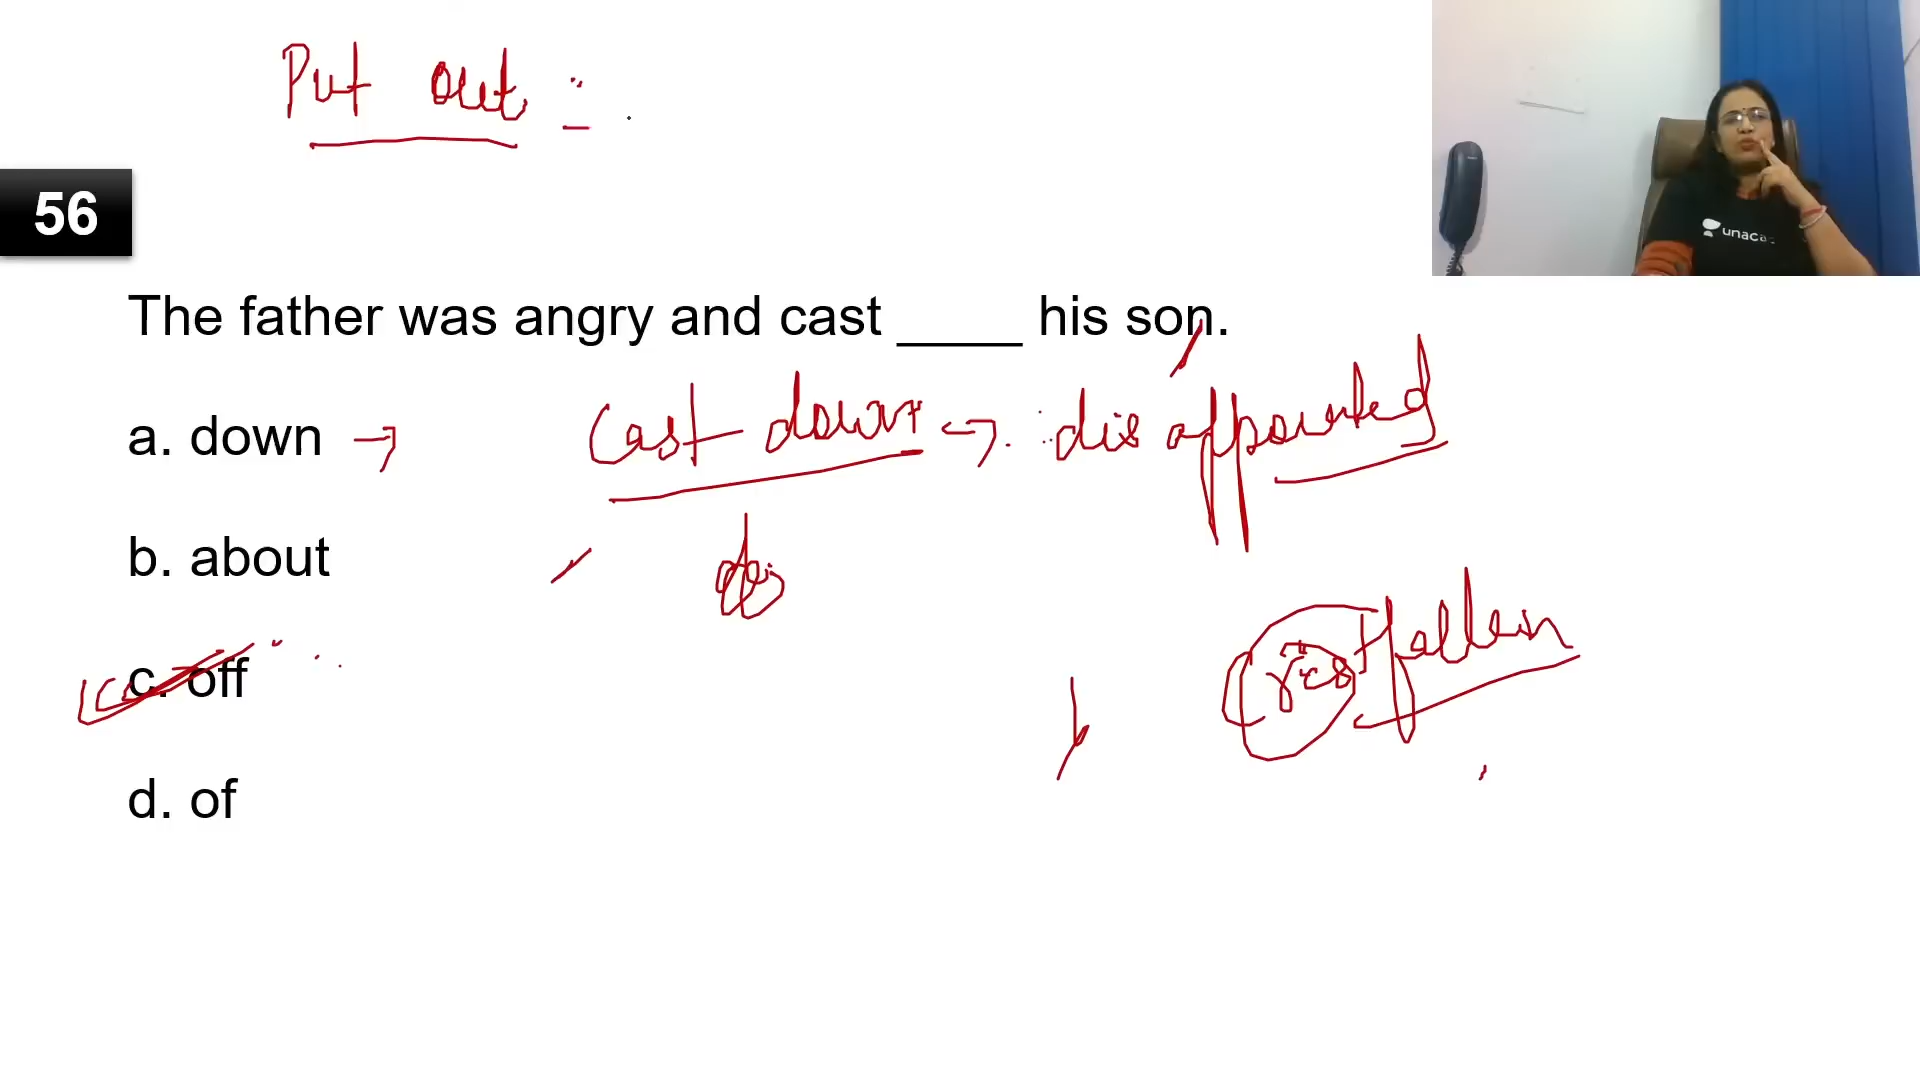 Put out =
unaca
56
The father was angry and cast _____ his son.
a. down →
cast down → disappointed
b. about
c. off
fallen
d. of